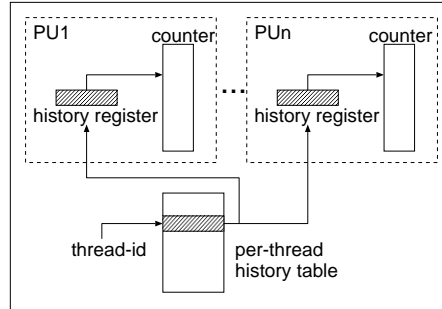 PU1
counter
history register
...
PUn
counter
history register
thread-id
per-thread
history table